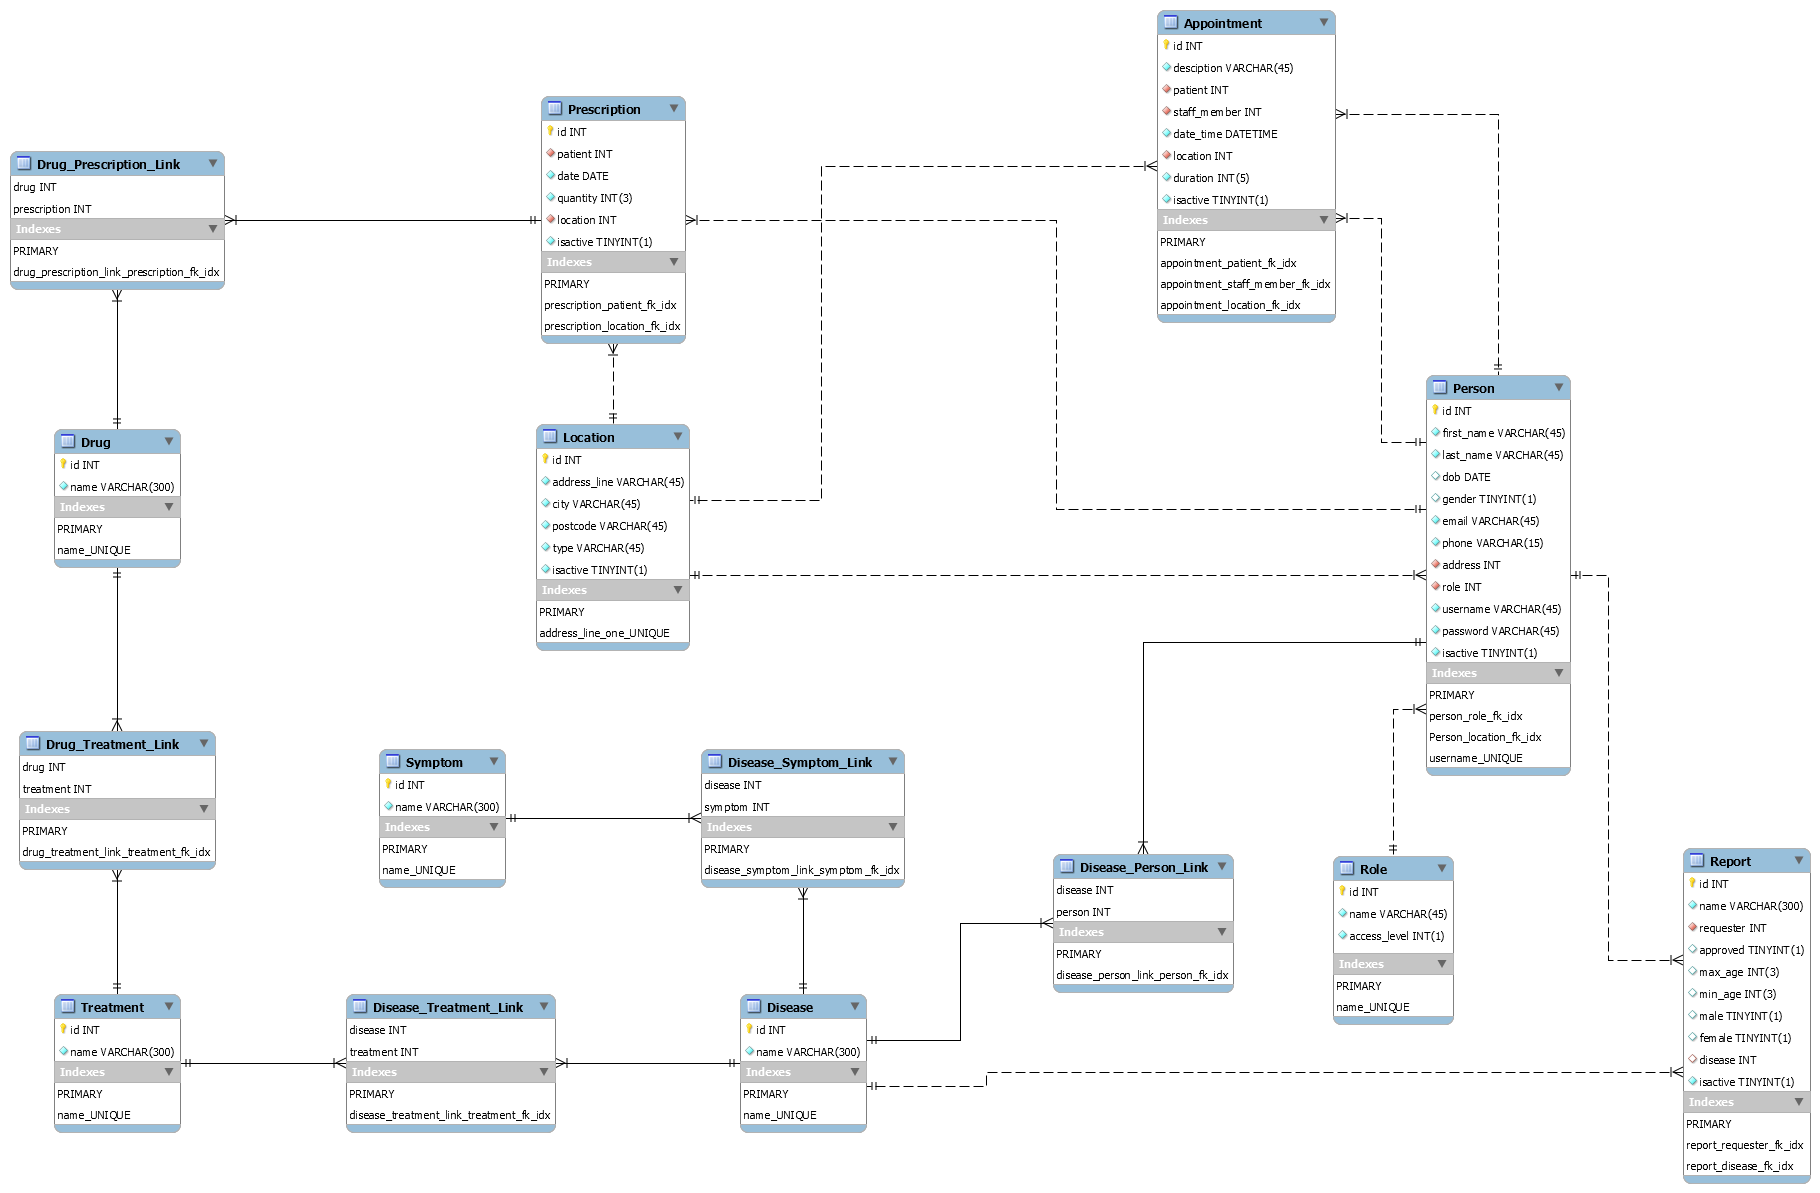 Appointment
id INT
desciption VARCHAR(45)
patient INT
staff_member INT
date_time DATETIME
location INT
duration INT(5)
isactive TINYINT(1)
Indexes
PRIMARY
appointment_patient_fk_idx
appointment_staff_member_fk_idx
appointment_location_fk_idx
Prescription
id INT
patient INT
date DATE
quantity INT(3)
location INT
isactive TINYINT(1)
Indexes
PRIMARY
prescription_patient_fk_idx
prescription_location_fk_idx
Drug_Prescription_Link
drug INT
prescription INT
Indexes
PRIMARY
drug_prescription_link_prescription_fk_idx
Person
id INT
first_name VARCHAR(45)
last_name VARCHAR(45)
dob DATE
gender TINYINT(1)
email VARCHAR(45)
phone VARCHAR(15)
address INT
role INT
username VARCHAR(45)
password VARCHAR(45)
isactive TINYINT(1)
Indexes
PRIMARY
person_role_fk_idx
Person_location_fk_idx
username_UNIQUE
Location
id INT
address_line VARCHAR(45)
city VARCHAR(45)
postcode VARCHAR(45)
type VARCHAR(45)
isactive TINYINT(1)
Indexes
PRIMARY
address_line_one_UNIQUE
Drug
id INT
name VARCHAR(300)
Indexes
PRIMARY
name_UNIQUE
Drug_Treatment_Link
drug INT
treatment INT
Indexes
PRIMARY
drug_treatment_link_treatment_fk_idx
Symptom
id INT
name VARCHAR(300)
Indexes
PRIMARY
name_UNIQUE
Disease_Symptom_Link
disease INT
symptom INT
Indexes
PRIMARY
disease_symptom_link_symptom_fk_idx
Disease_Person_Link
disease INT
person INT
Indexes
PRIMARY
disease_person_link_person_fk_idx
Role
id INT
name VARCHAR(45)
access_level INT(1)
Indexes
PRIMARY
name_UNIQUE
Report
id INT
name VARCHAR(300)
requester INT
approved TINYINT(1)
max_age INT(3)
min_age INT(3)
male TINYINT(1)
female TINYINT(1)
disease INT
isactive TINYINT(1)
Indexes
PRIMARY
report_requester_fk_idx
report_disease_fk_idx
Treatment
id INT
name VARCHAR(300)
Indexes
PRIMARY
name_UNIQUE
Disease_Treatment_Link
disease INT
treatment INT
Indexes
PRIMARY
disease_treatment_link_treatment_fk_idx
Disease
id INT
name VARCHAR(300)
Indexes
PRIMARY
name_UNIQUE